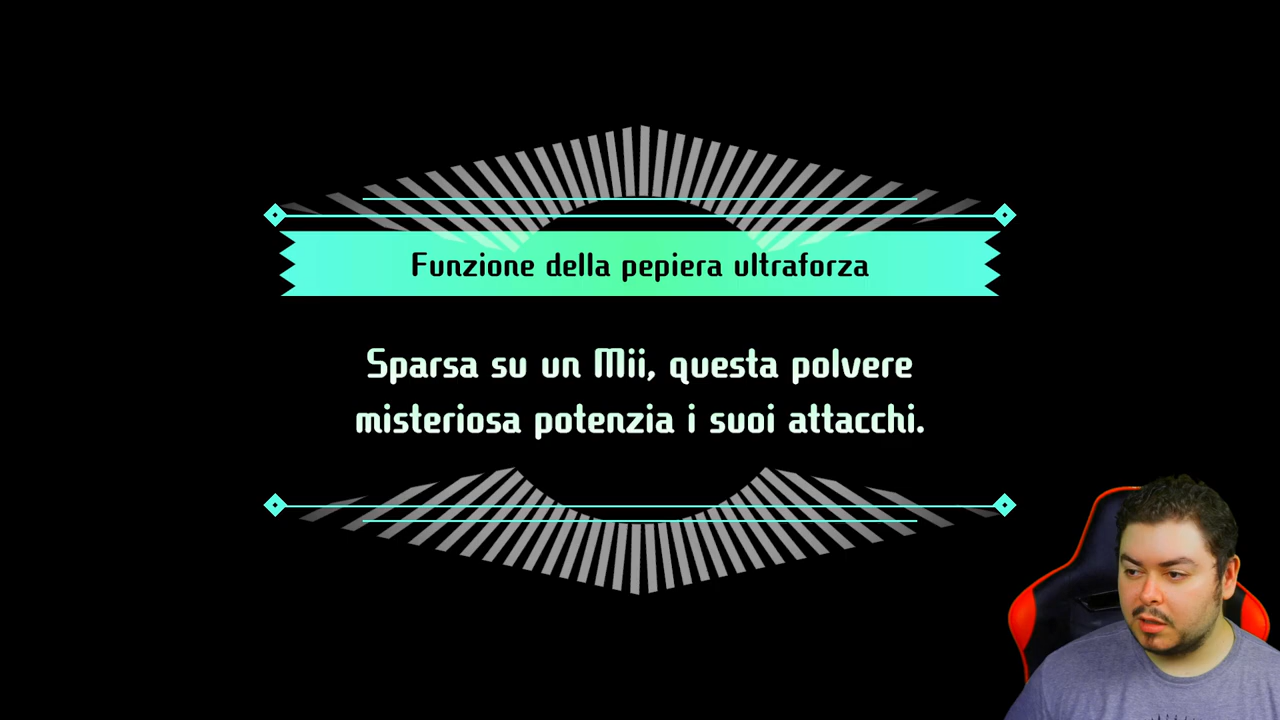 Funzione della pepiera ultraforza
Sparsa su un Mii, questa polvere
misteriosa potenzia i suoi attacchi.